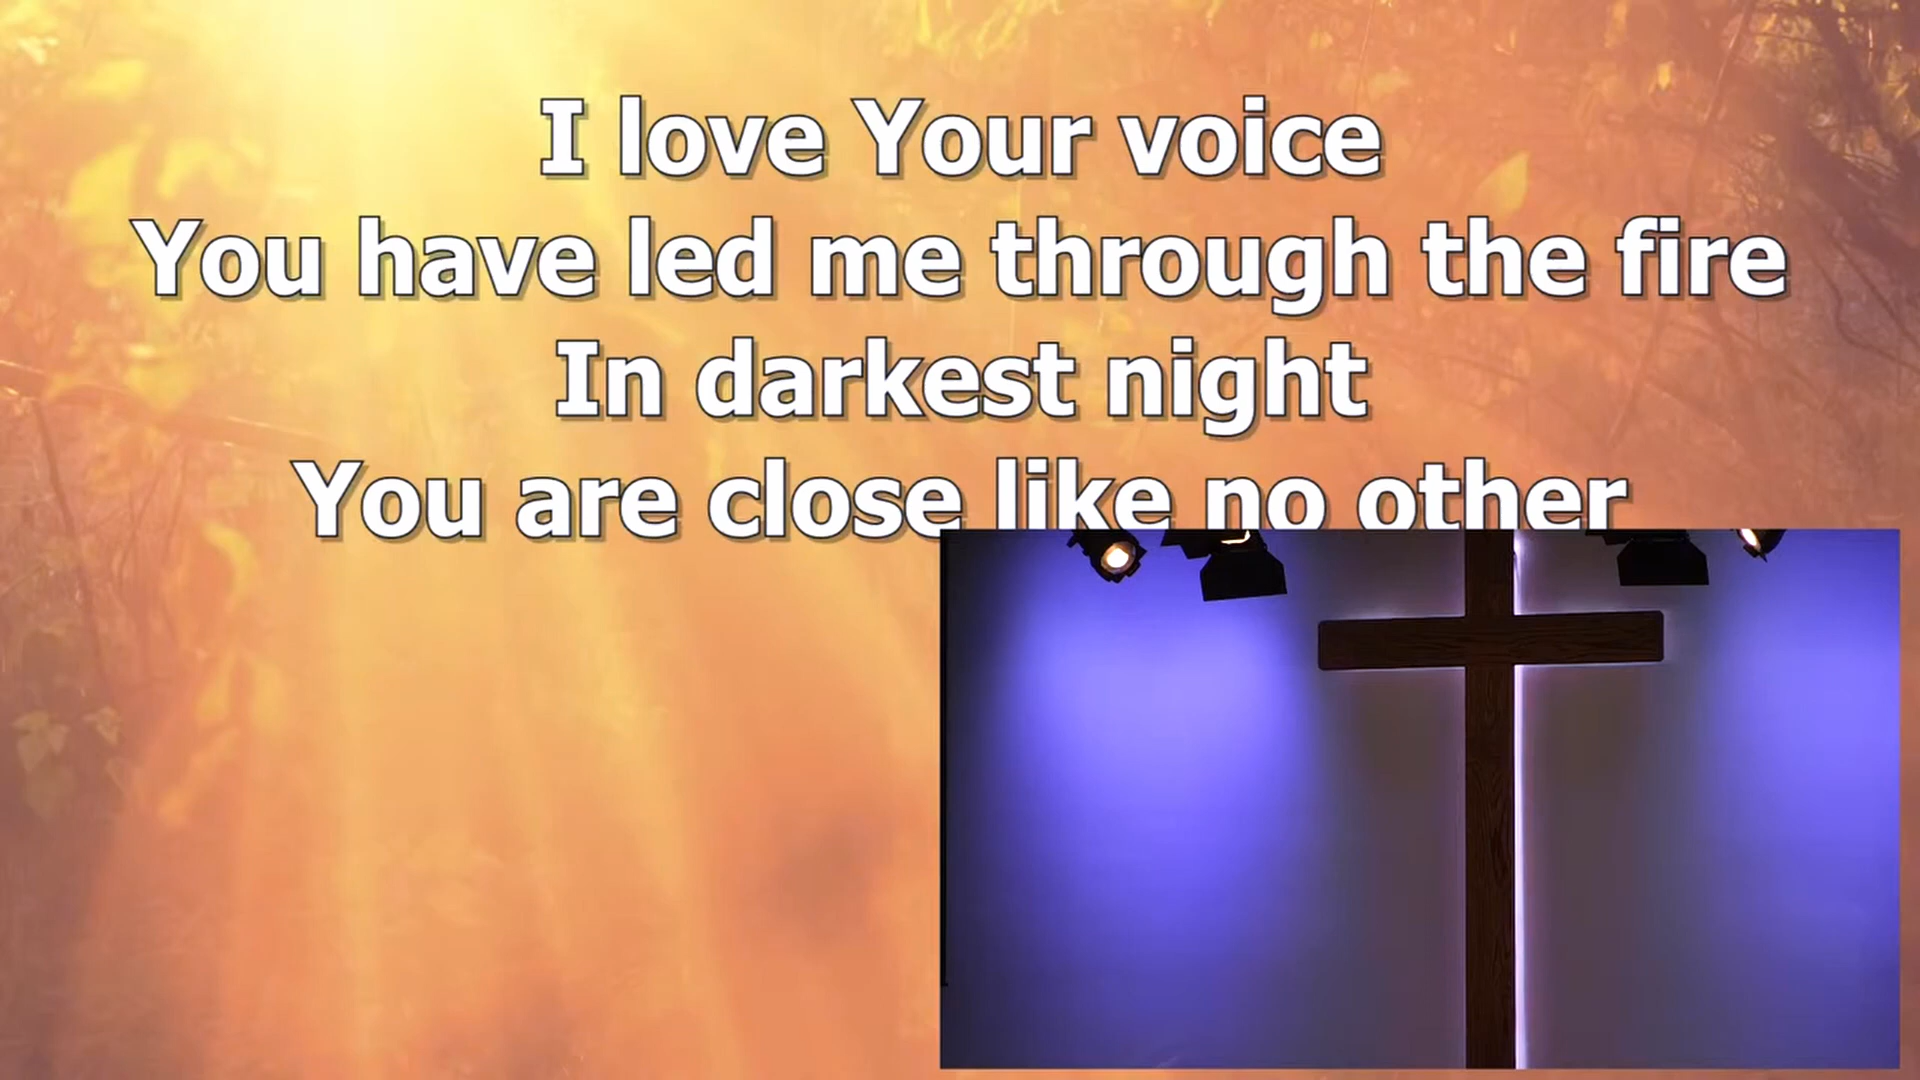 I love Your voice
You have led me through the fire
In darkest night
You are close like no other